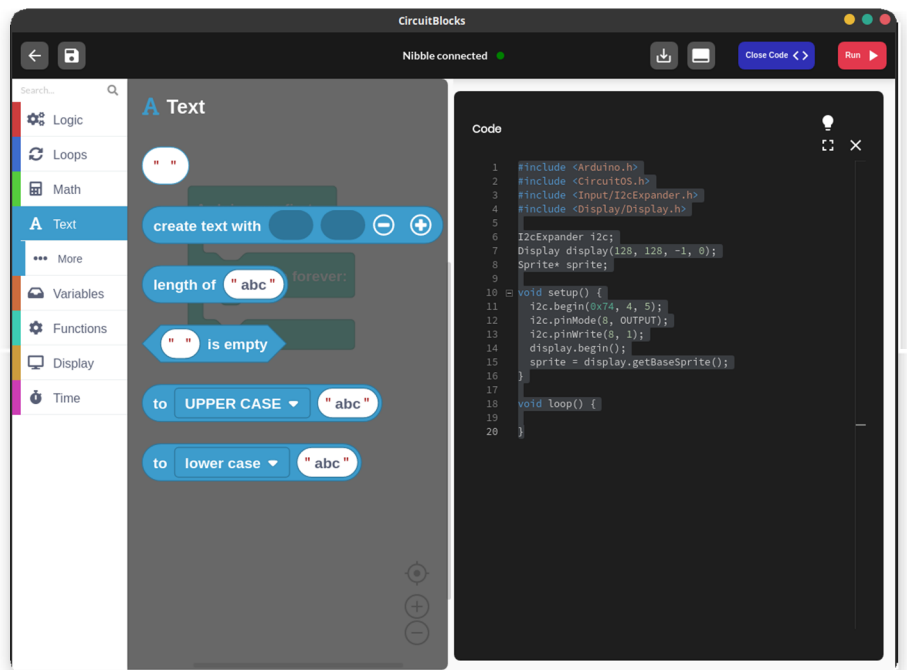 CircuitBlocks
Nibble connected
Close Code < >
Run
Search...
Logic
Loops
Math
A Text
More
Variables
Functions
Display
Time
A Text
" "
create text with
length of " abc "
forever:
" " is empty
to UPPER CASE " abc "
to lower case " abc "
Code
1 #include <Arduino.h>
2 #include <CircuitOS.h>
3 #include <Input/I2cExpander.h>
4 #include <Display/Display.h>
5
6 I2cExpander i2c;
7 Display display(128, 128, -1, 0);
8 Sprite* sprite;
9
10 void setup() {
11 i2c.begin(0x74, 4, 5);
12 i2c.pinMode(8, OUTPUT);
13 i2c.pinWrite(8, 1);
14 display.begin();
15 sprite = display.getBaseSprite();
16 }
17
18 void loop() {
19
20 }